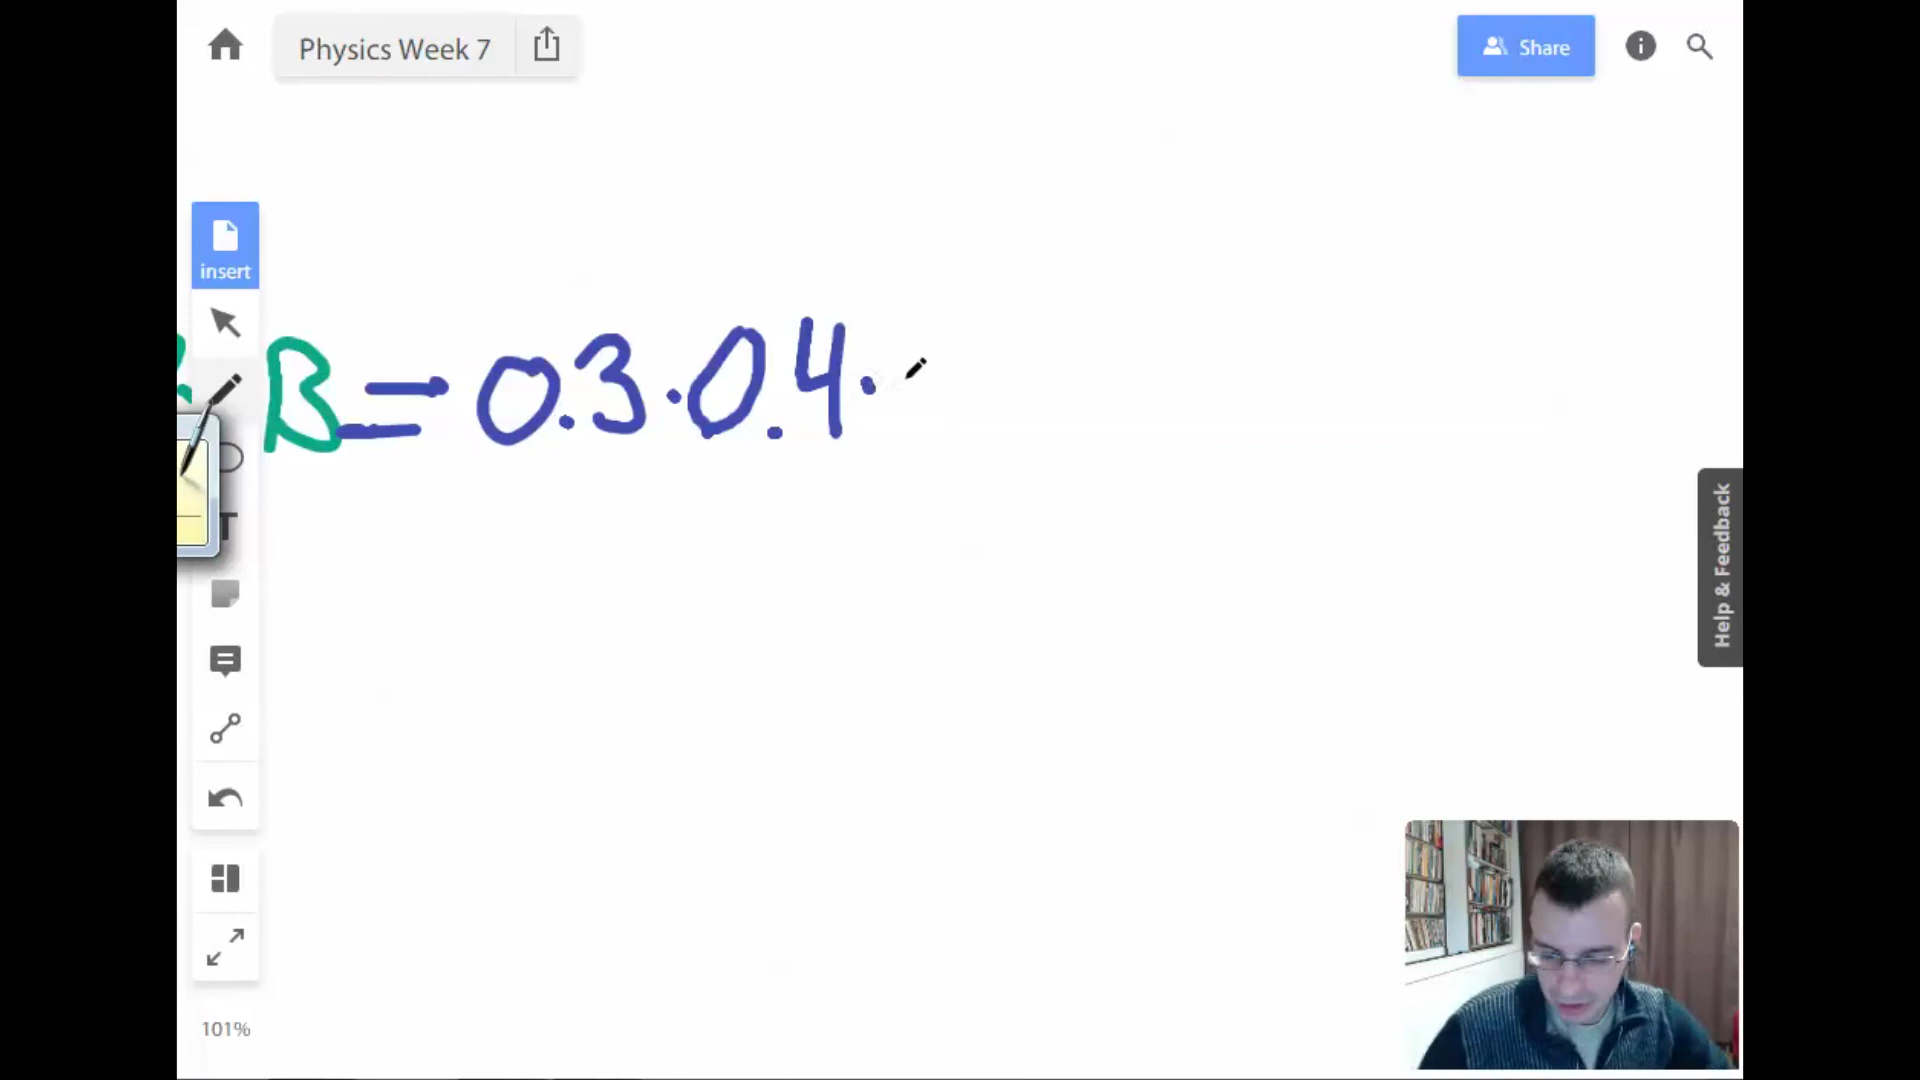 Physics Week 7
Share
insert
B = 0.3 · 0.4 ·
T
Help & Feedback
101%